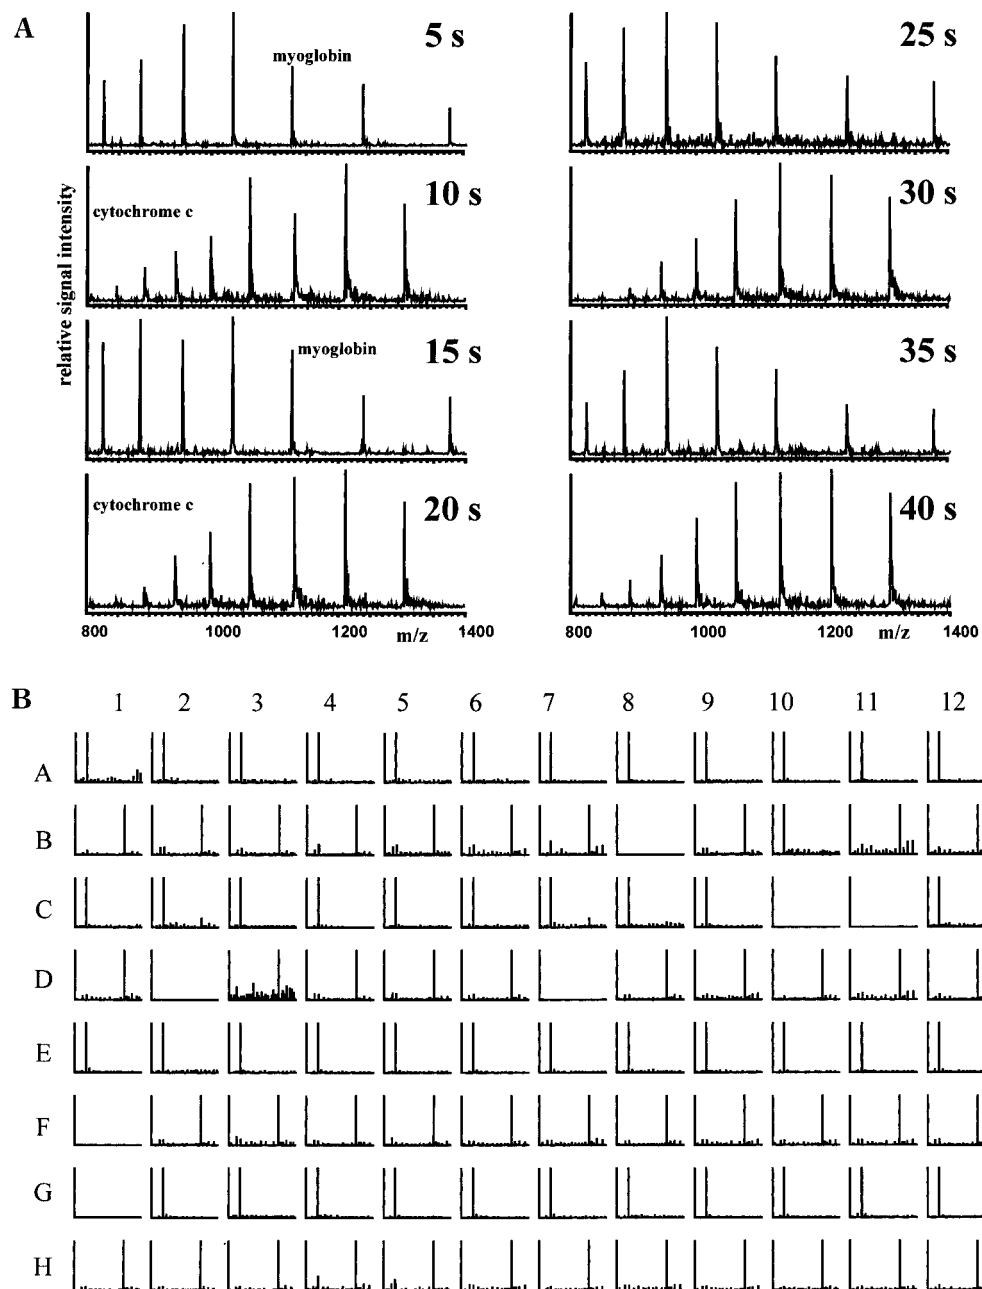 A
5 s
myoglobin
25 s
cytochrome c
10 s
30 s
relative signal intensity
myoglobin
15 s
35 s
cytochrome c
20 s
40 s
800 1000 1200 m/z 1400
800 1000 1200 m/z 1400
B
1 2 3 4 5 6 7 8 9 10 11 12
A
B
C
D
E
F
G
H